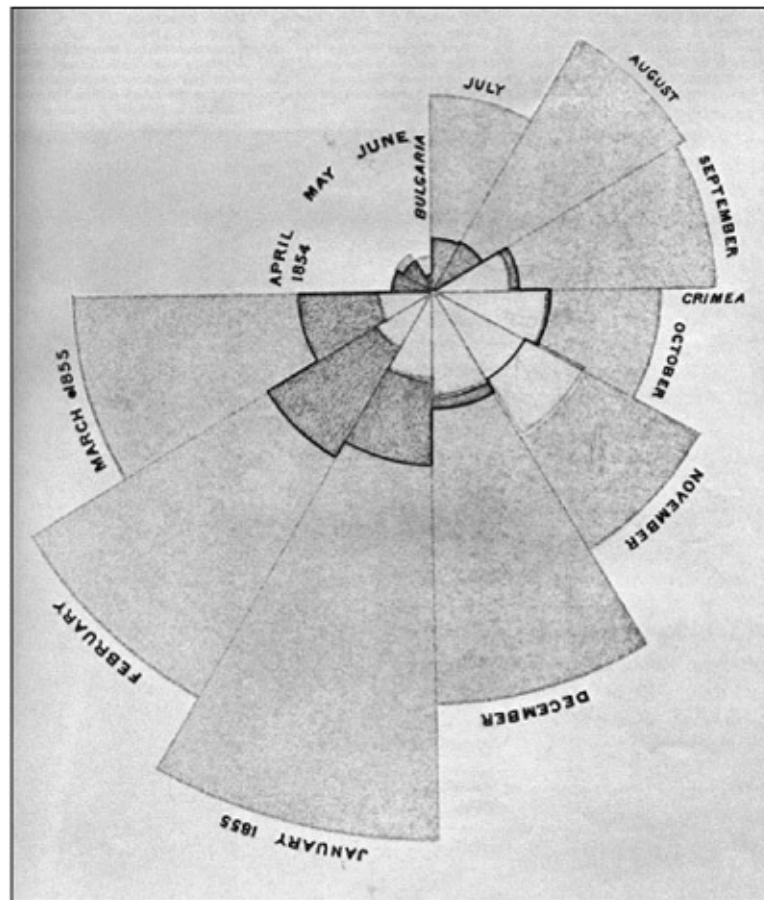 APRIL
1854
MAY
JUNE
BULGARIA
JULY
AUGUST
SEPTEMBER
CRIMEA
OCTOBER
NOVEMBER
DECEMBER
JANUARY 1855
FEBRUARY
MARCH 1855